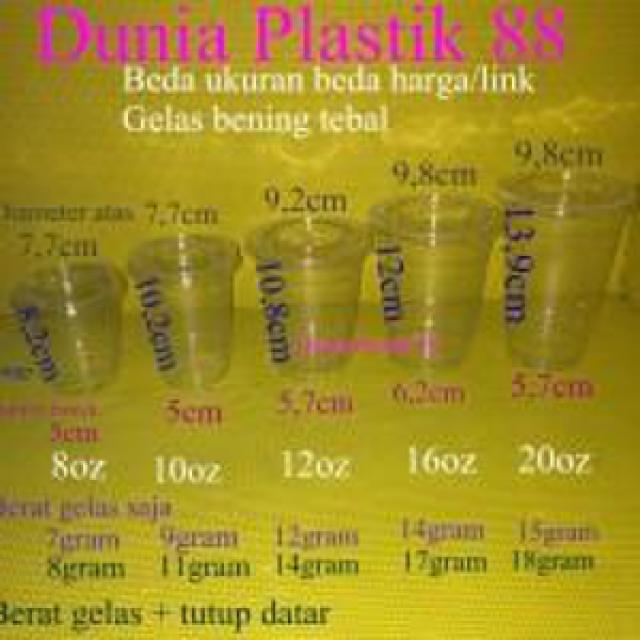 Dunia Plastik 88
Beda ukuran beda harga/link
Gelas bening tebal
Diameter atas 7,7cm 7,7cm 9,2cm 9,8cm 9,8cm
8,2cm 10,2cm 10,8cm 12cm 13,9cm
5cm 5cm 5,7cm 6,2cm 5,7cm
8oz 10oz 12oz 16oz 20oz
Berat gelas saja
7gram 9gram 12gram 14gram 15gram
8gram 11gram 14gram 17gram 18gram
Berat gelas + tutup datar